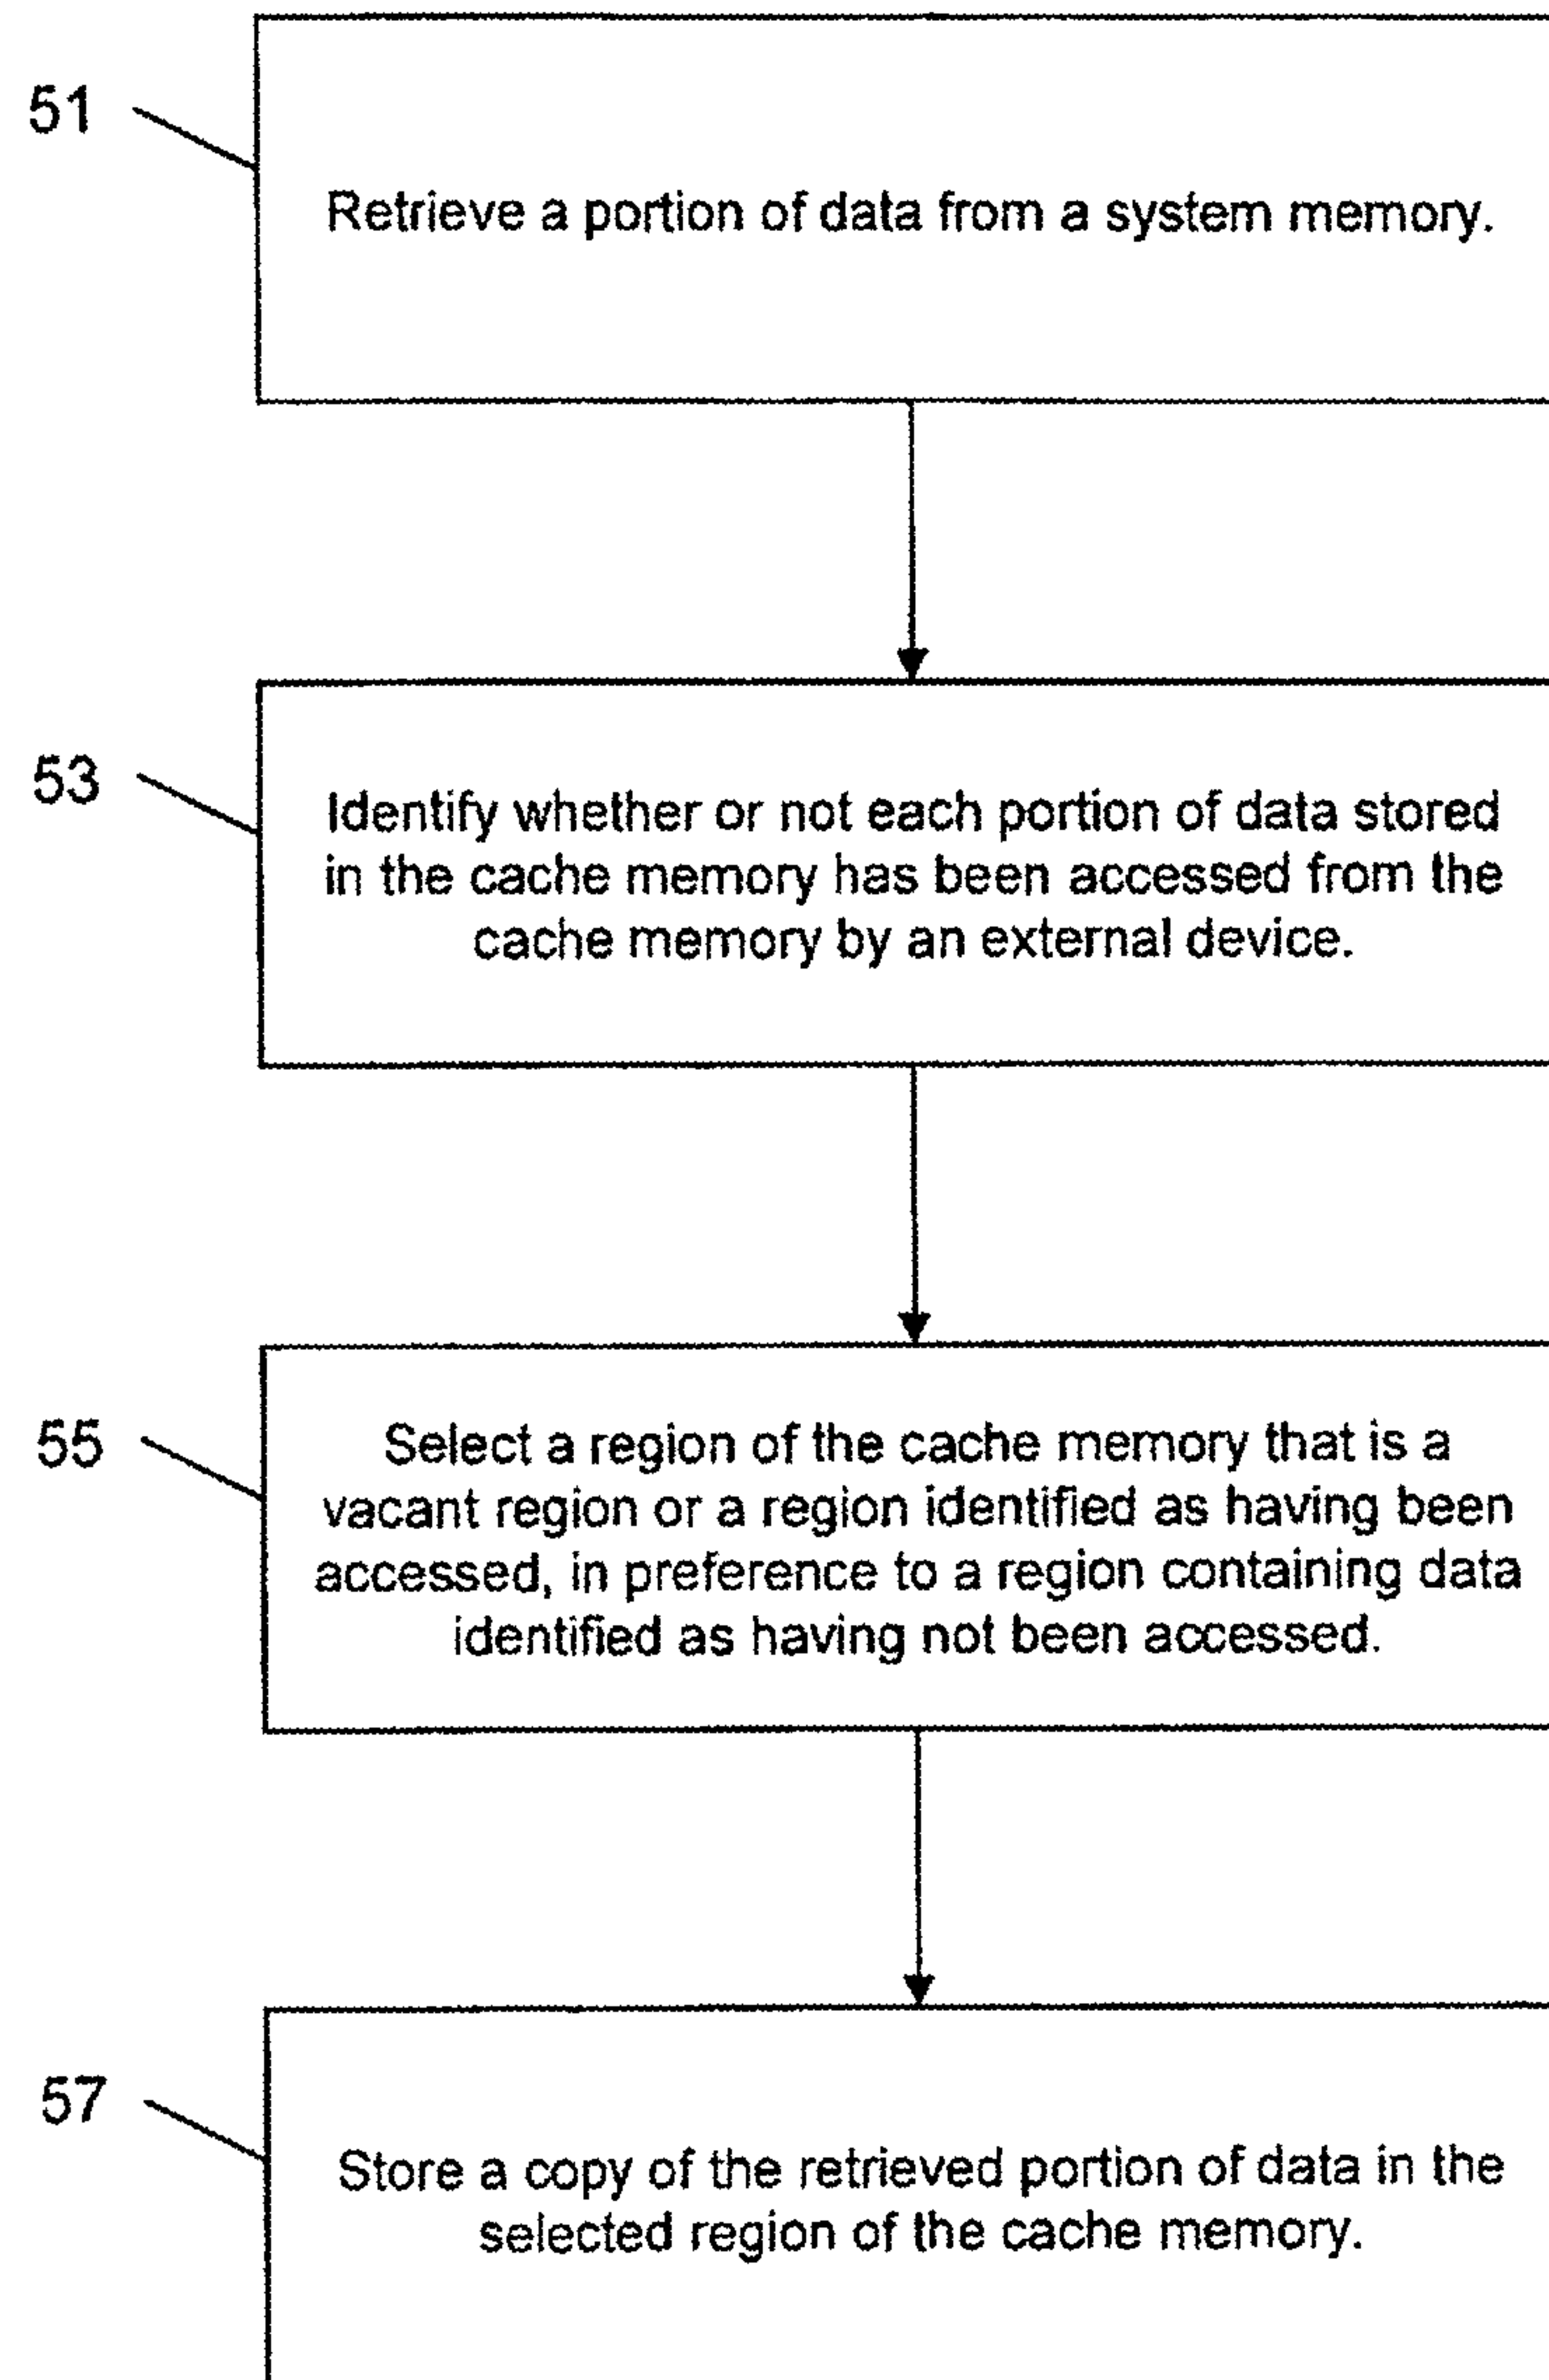 51
Retrieve a portion of data from a system memory.
53
Identify whether or not each portion of data stored
in the cache memory has been accessed from the
cache memory by an external device.
55
Select a region of the cache memory that is a
vacant region or a region identified as having been
accessed, in preference to a region containing data
identified as having not been accessed.
57
Store a copy of the retrieved portion of data in the
selected region of the cache memory.